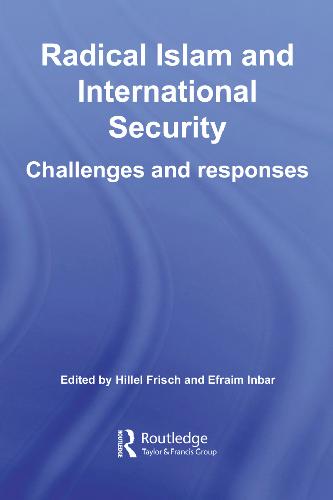 Radical Islam and
International
Security
Challenges and responses
Edited by Hillel Frisch and Efraim Inbar
ROUTLEDGE
Routledge
Taylor & Francis Group